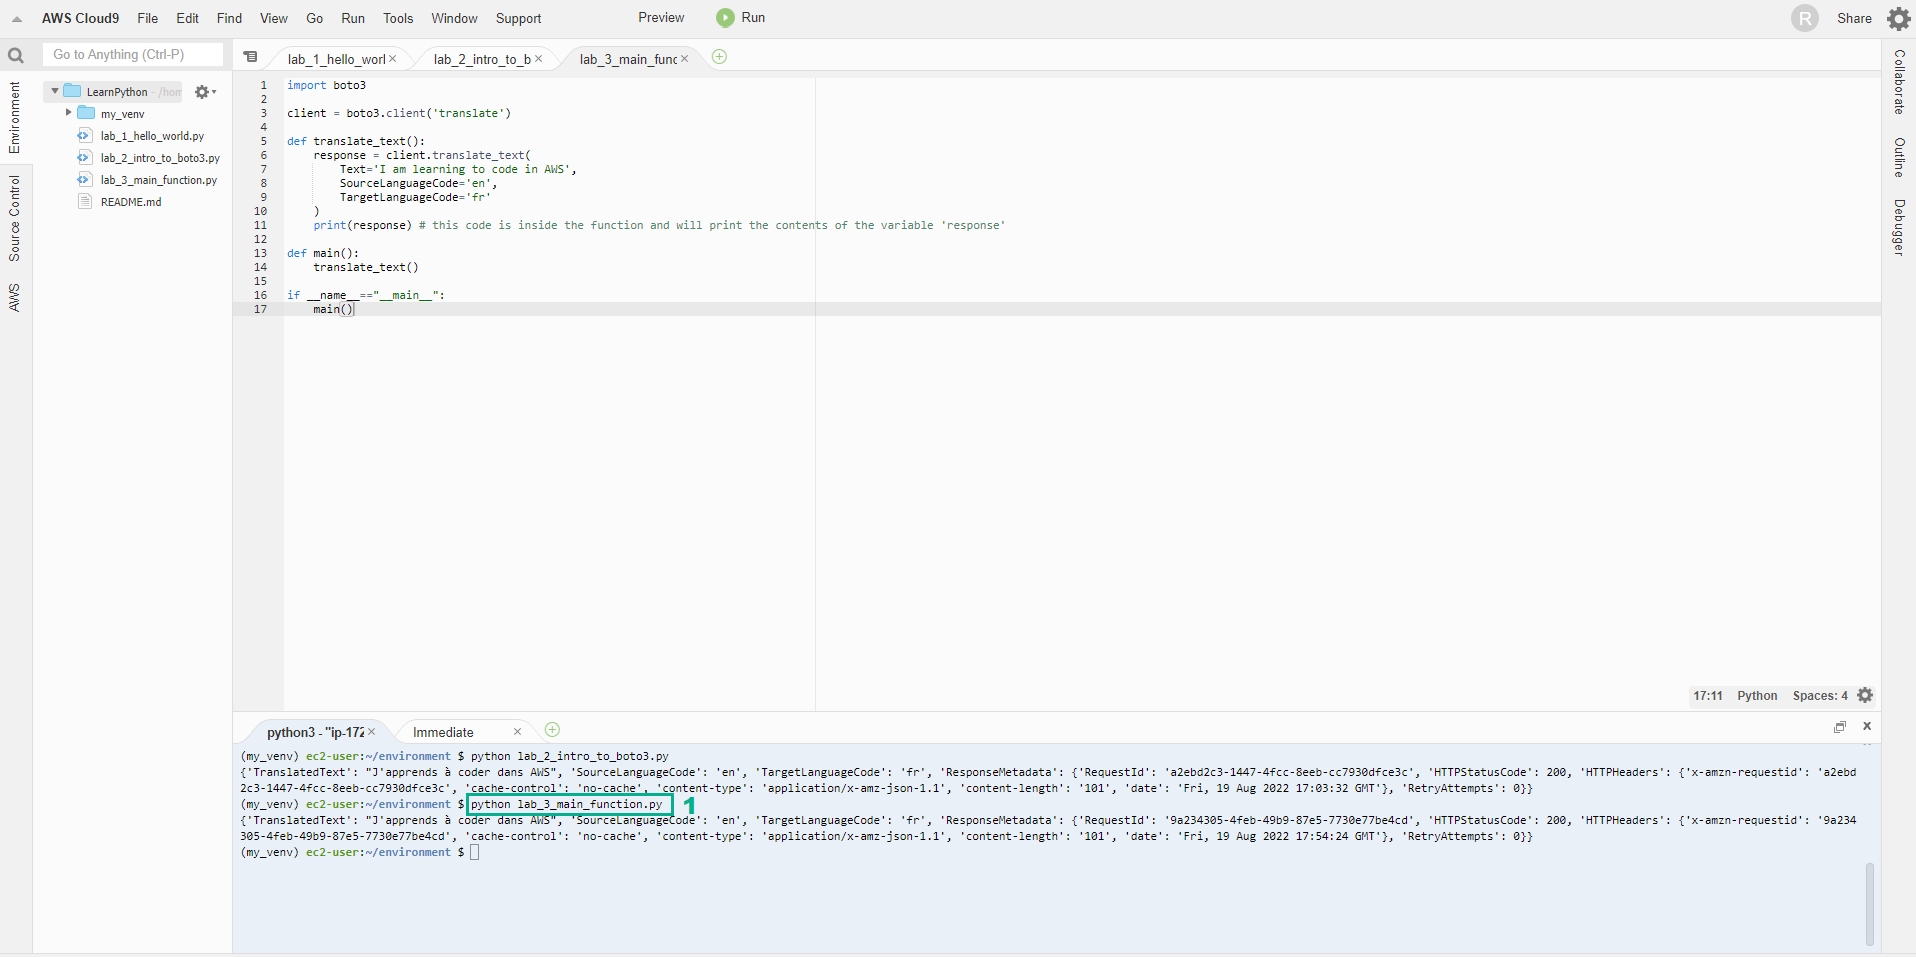 AWS Cloud9 File Edit Find View Go Run Tools Window Support Preview Run R Share
Go to Anything (Ctrl-P)
lab_1_hello_worl × lab_2_intro_to_b × lab_3_main_func ×
Environment
Source Control
AWS
LearnPython - /hom
my_venv
lab_1_hello_world.py
lab_2_intro_to_boto3.py
lab_3_main_function.py
README.md
1 import boto3
2
3 client = boto3.client('translate')
4
5 def translate_text():
6     response = client.translate_text(
7         Text='I am learning to code in AWS',
8         SourceLanguageCode='en',
9         TargetLanguageCode='fr'
10     )
11     print(response) # this code is inside the function and will print the contents of the variable 'response'
12
13 def main():
14     translate_text()
15
16 if __name__=="__main__":
17     main()
Collaborate
Outline
Debugger
17:11 Python Spaces: 4
python3 - "ip-172 × Immediate ×
(my_venv) ec2-user:~/environment $ python lab_2_intro_to_boto3.py
{'TranslatedText': "J'apprends à coder dans AWS", 'SourceLanguageCode': 'en', 'TargetLanguageCode': 'fr', 'ResponseMetadata': {'RequestId': 'a2ebd2c3-1447-4fcc-8eeb-cc7930dfce3c', 'HTTPStatusCode': 200, 'HTTPHeaders': {'x-amzn-requestid': 'a2ebd
2c3-1447-4fcc-8eeb-cc7930dfce3c', 'cache-control': 'no-cache', 'content-type': 'application/x-amz-json-1.1', 'content-length': '101', 'date': 'Fri, 19 Aug 2022 17:03:32 GMT'}, 'RetryAttempts': 0}}
(my_venv) ec2-user:~/environment $ python lab_3_main_function.py 1
{'TranslatedText': "J'apprends à coder dans AWS", 'SourceLanguageCode': 'en', 'TargetLanguageCode': 'fr', 'ResponseMetadata': {'RequestId': '9a234305-4feb-49b9-87e5-7730e77be4cd', 'HTTPStatusCode': 200, 'HTTPHeaders': {'x-amzn-requestid': '9a234
305-4feb-49b9-87e5-7730e77be4cd', 'cache-control': 'no-cache', 'content-type': 'application/x-amz-json-1.1', 'content-length': '101', 'date': 'Fri, 19 Aug 2022 17:54:24 GMT'}, 'RetryAttempts': 0}}
(my_venv) ec2-user:~/environment $